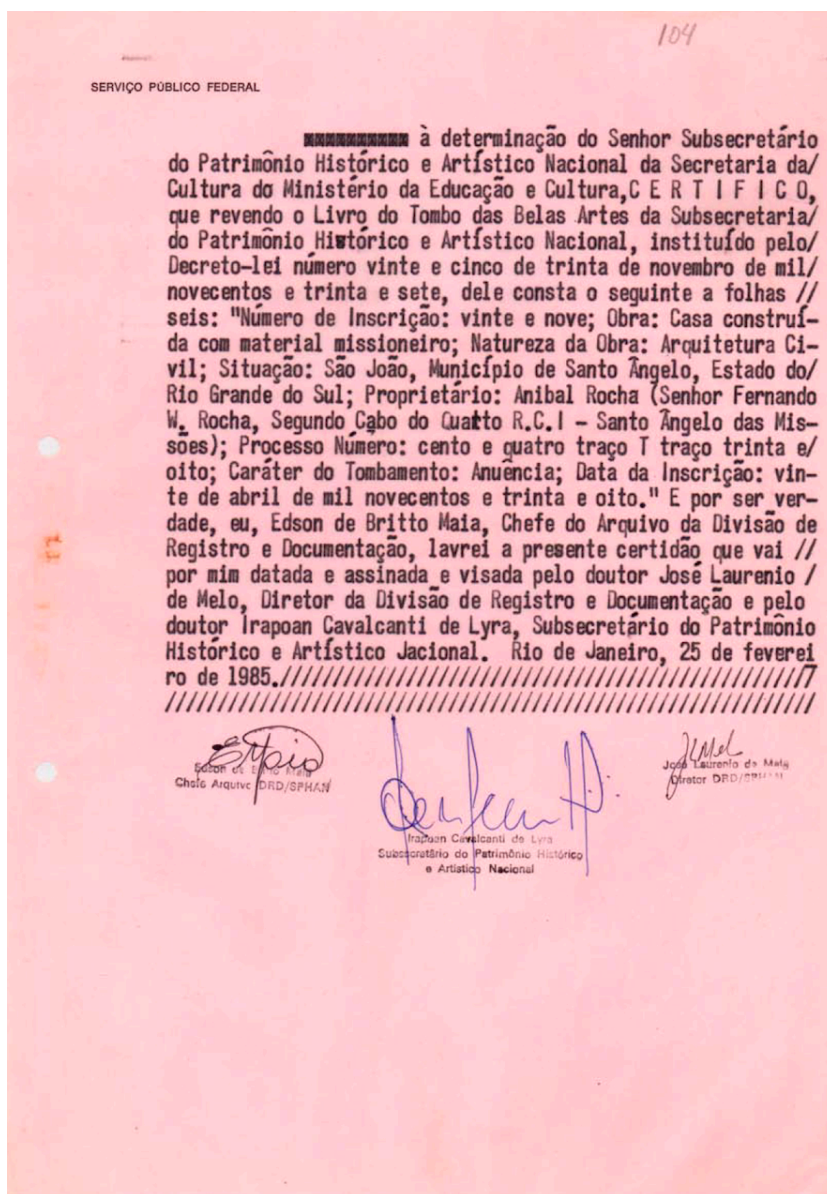 104
SERVIÇO PÚBLICO FEDERAL
à determinação do Senhor Subsecretário
do Patrimônio Histórico e Artístico Nacional da Secretaria da/
Cultura do Ministério da Educação e Cultura,C E R T I F I C O,
que revendo o Livro do Tombo das Belas Artes da Subsecretaria/
do Patrimônio Histórico e Artístico Nacional, instituído pelo/
Decreto-lei número vinte e cinco de trinta de novembro de mil/
novecentos e trinta e sete, dele consta o seguinte a folhas //
seis: "Número de Inscrição: vinte e nove; Obra: Casa construí-
da com material missioneiro; Natureza da Obra: Arquitetura Ci-
vil; Situação: São João, Município de Santo Ângelo, Estado do/
Rio Grande do Sul; Proprietário: Anibal Rocha (Senhor Fernando
W. Rocha, Segundo Cabo do Quatto R.C.I - Santo Ângelo das Mis-
sões); Processo Número: cento e quatro traço T traço trinta e/
oito; Caráter do Tombamento: Anuência; Data da Inscrição: vin-
te de abril de mil novecentos e trinta e oito." E por ser ver-
dade, eu, Edson de Britto Maia, Chefe do Arquivo da Divisão de
Registro e Documentação, lavrei a presente certidão que vai //
por mim datada e assinada e visada pelo doutor José Laurenio /
de Melo, Diretor da Divisão de Registro e Documentação e pelo
doutor Irapoan Cavalcanti de Lyra, Subsecretário do Patrimônio
Histórico e Artístico Jacional. Rio de Janeiro, 25 de feverei
ro de 1985./////////////////////////////////////////////////7
//////////////////////////////////////////////////////////////
Edson de Britto Maia
Chefe Arquivo DRD/SPHAN
José Laurenio de Melo
Diretor DRD/SPHAN
Irapoan Cavalcanti de Lyra
Subsecretário do Patrimônio Histórico
e Artístico Nacional